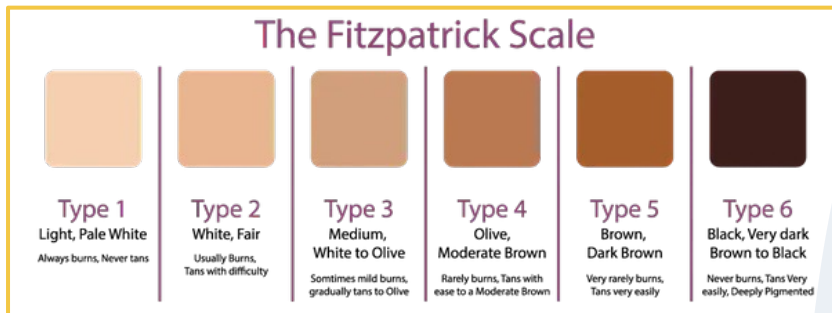 The Fitzpatrick Scale
Type 1
Light, Pale White
Always burns, Never tans
Type 2
White, Fair
Usually Burns,
Tans with difficulty
Type 3
Medium,
White to Olive
Somtimes mild burns,
gradually tans to Olive
Type 4
Olive,
Moderate Brown
Rarely burns, Tans with
ease to a Moderate Brown
Type 5
Brown,
Dark Brown
Very rarely burns,
Tans very easily
Type 6
Black, Very dark
Brown to Black
Never burns, Tans Very
easily, Deeply Pigmented